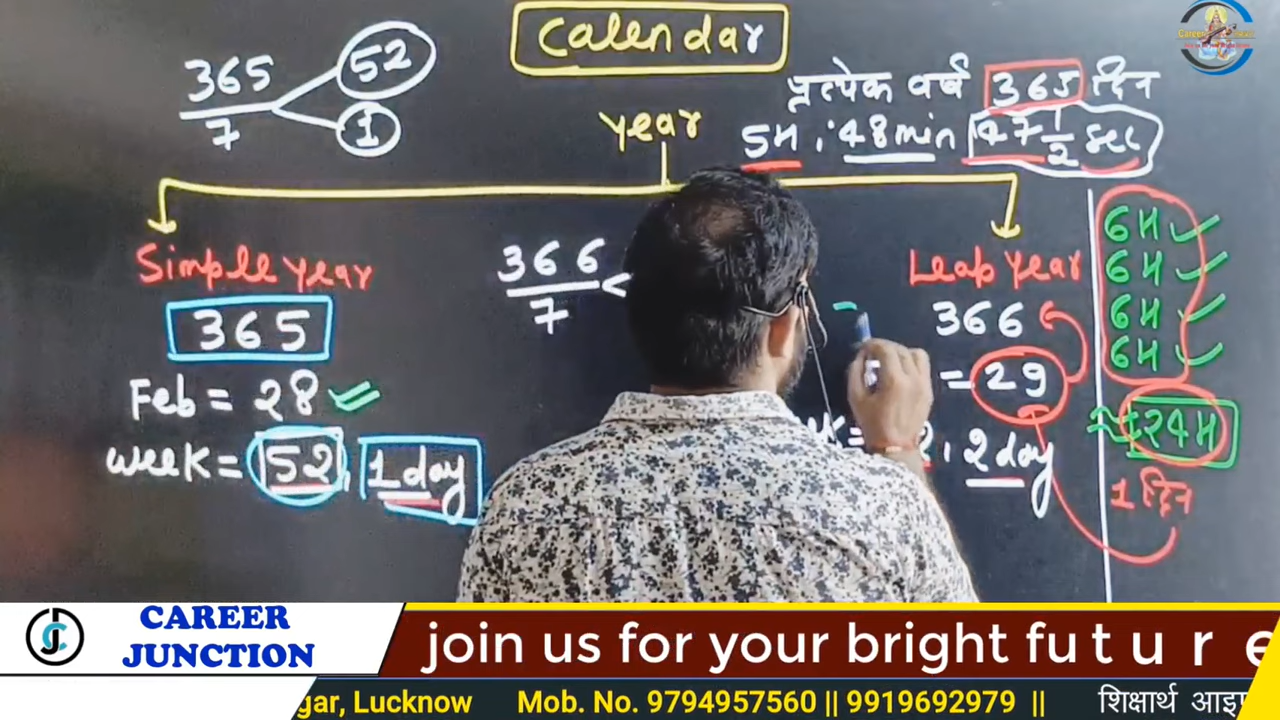 Calendar
365
7
52
1
प्रत्येक वर्ष 365 दिन
5H, 48min 47 1/2 sec
year
Simple year
365
Feb = 28
week = 52, 1 day
366
7
Leap year
366
= 29
K= 2, 2 day
6H
6H
6H
6H
≈ 24H
1 दिन
CAREER
JUNCTION
join us for your bright future
gar, Lucknow Mob. No. 9794957560 || 9919692979 || शिक्षार्थ आइ